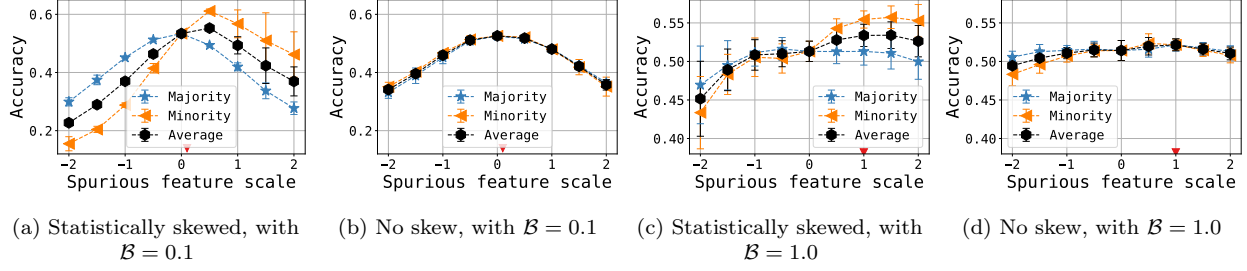 Accuracy
0.6
0.4
0.2
−2
−1
0
1
2
Majority
Minority
Average
Spurious feature scale
(a) Statistically skewed, with
ℬ = 0.1
Accuracy
0.6
0.4
0.2
−2
−1
0
1
2
Majority
Minority
Average
Spurious feature scale
(b) No skew, with ℬ = 0.1
Accuracy
0.55
0.50
0.45
0.40
−2
−1
0
1
2
Majority
Minority
Average
Spurious feature scale
(c) Statistically skewed, with
ℬ = 1.0
Accuracy
0.55
0.50
0.45
0.40
−2
−1
0
1
2
Majority
Minority
Average
Spurious feature scale
(d) No skew, with ℬ = 1.0